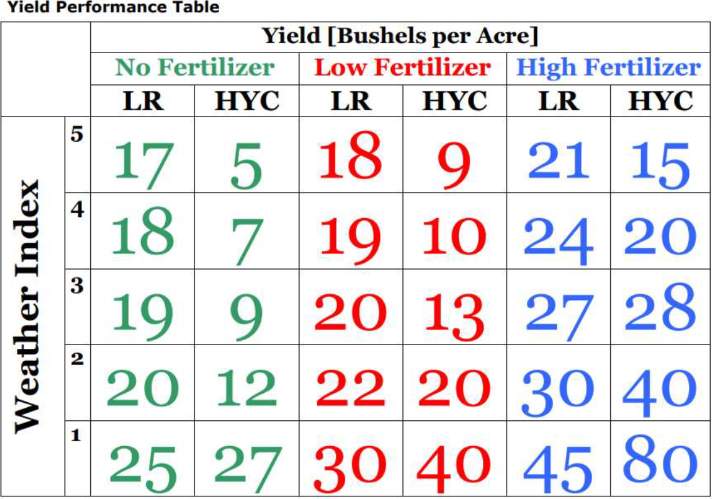 Yield Performance Table
Yield [Bushels per Acre]
No Fertilizer Low Fertilizer High Fertilizer
LR HYC LR HYC LR HYC
Weather Index
5 17 5 18 9 21 15
4 18 7 19 10 24 20
3 19 9 20 13 27 28
2 20 12 22 20 30 40
1 25 27 30 40 45 80